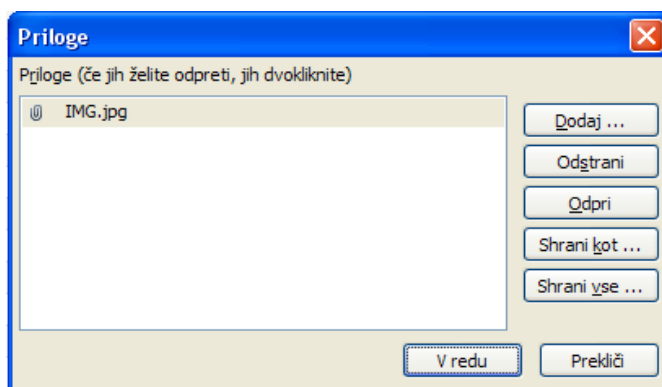 Priloge
Priloge (če jih želite odpreti, jih dvokliknite)
IMG.jpg
Dodaj ...
Odstrani
Odpri
Shrani kot ...
Shrani vse ...
V redu
Prekliči